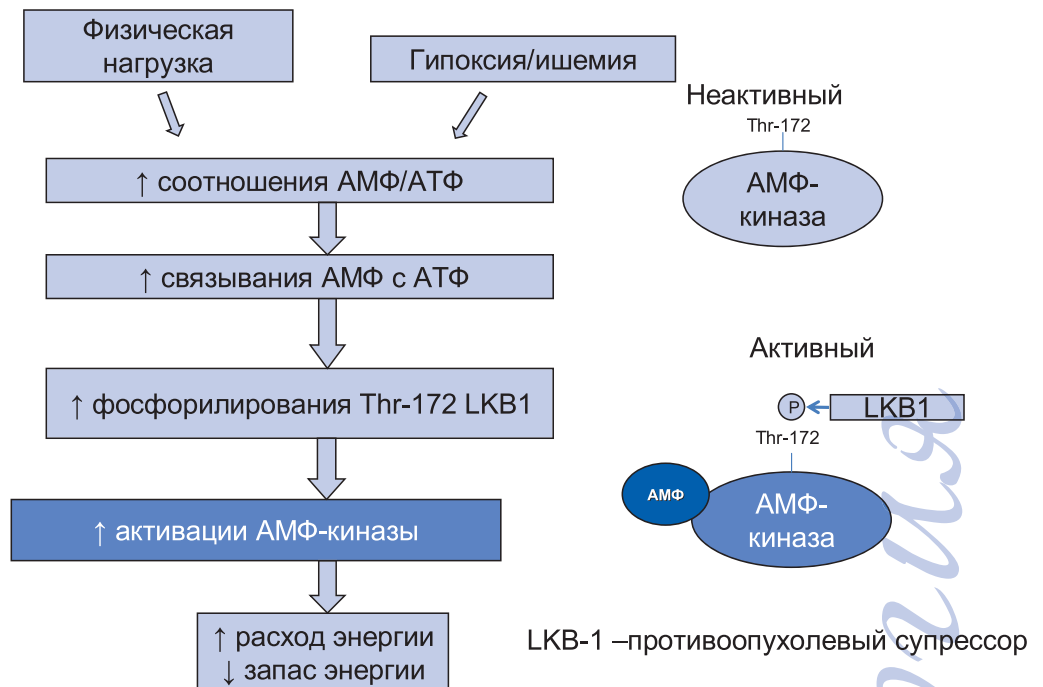 Физическая
нагрузка
Гипоксия/ишемия
↑ соотношения АМФ/АТФ
↑ связывания АМФ с АТФ
↑ фосфорилирования Thr-172 LKB1
↑ активации АМФ-киназы
↑ расход энергии
↓ запас энергии
Неактивный
Thr-172
АМФ-
киназа
Активный
P
LKB1
Thr-172
АМФ
АМФ-
киназа
LKB-1 –противоопухолевый супрессор